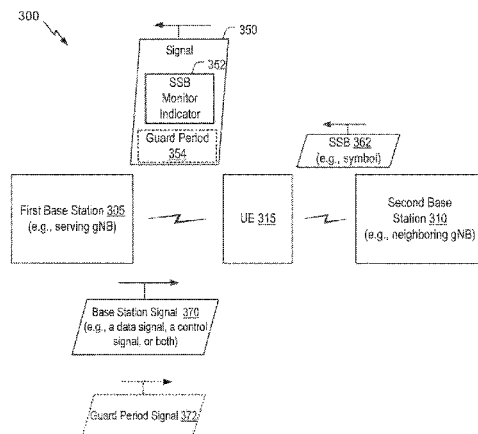 300
350
Signal
352
SSB
Monitor
Indicator
Guard Period
354
SSB 362
(e.g., symbol)
First Base Station 305
(e.g., serving gNB)
UE 315
Second Base
Station 310
(e.g., neighboring gNB)
Base Station Signal 370
(e.g., a data signal, a control
signal, or both)
Guard Period Signal 372